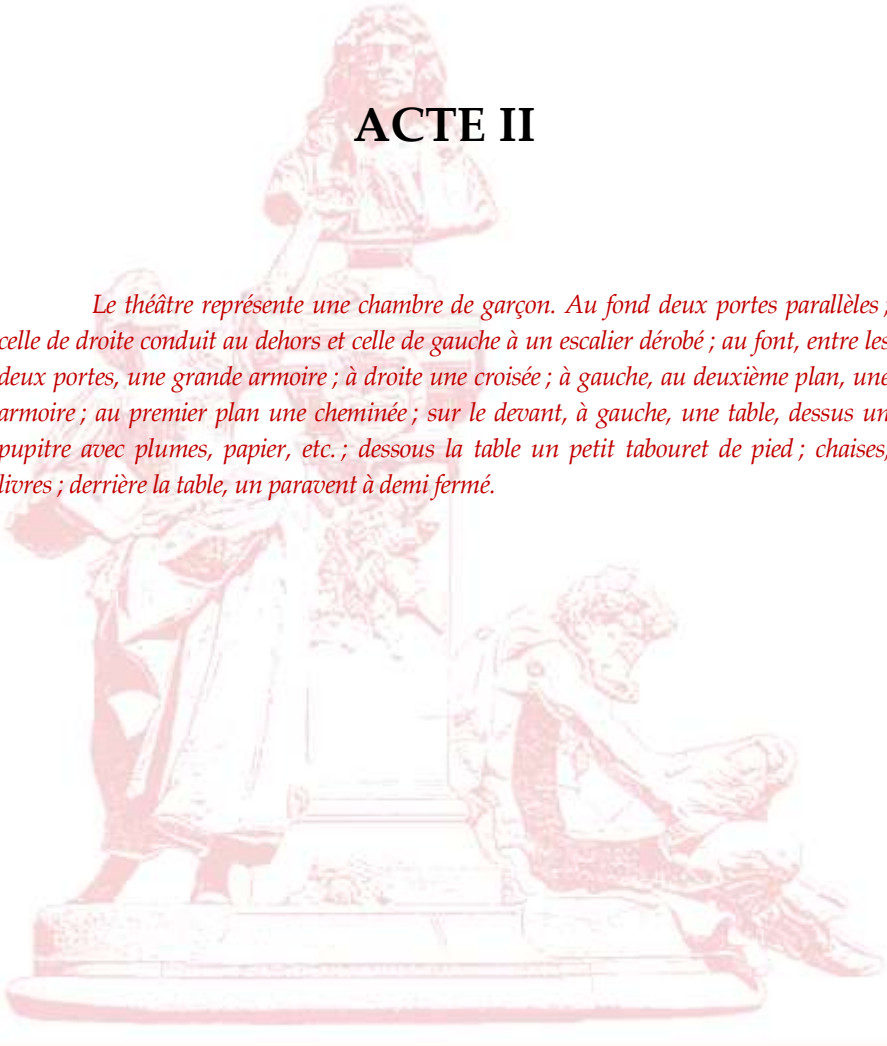 ACTE II
Le théâtre représente une chambre de garçon. Au fond deux portes parallèles ;
celle de droite conduit au dehors et celle de gauche à un escalier dérobé ; au font, entre les
deux portes, une grande armoire ; à droite une croisée ; à gauche, au deuxième plan, une
armoire ; au premier plan une cheminée ; sur le devant, à gauche, une table, dessus un
pupitre avec plumes, papier, etc. ; dessous la table un petit tabouret de pied ; chaises,
livres ; derrière la table, un paravent à demi fermé.